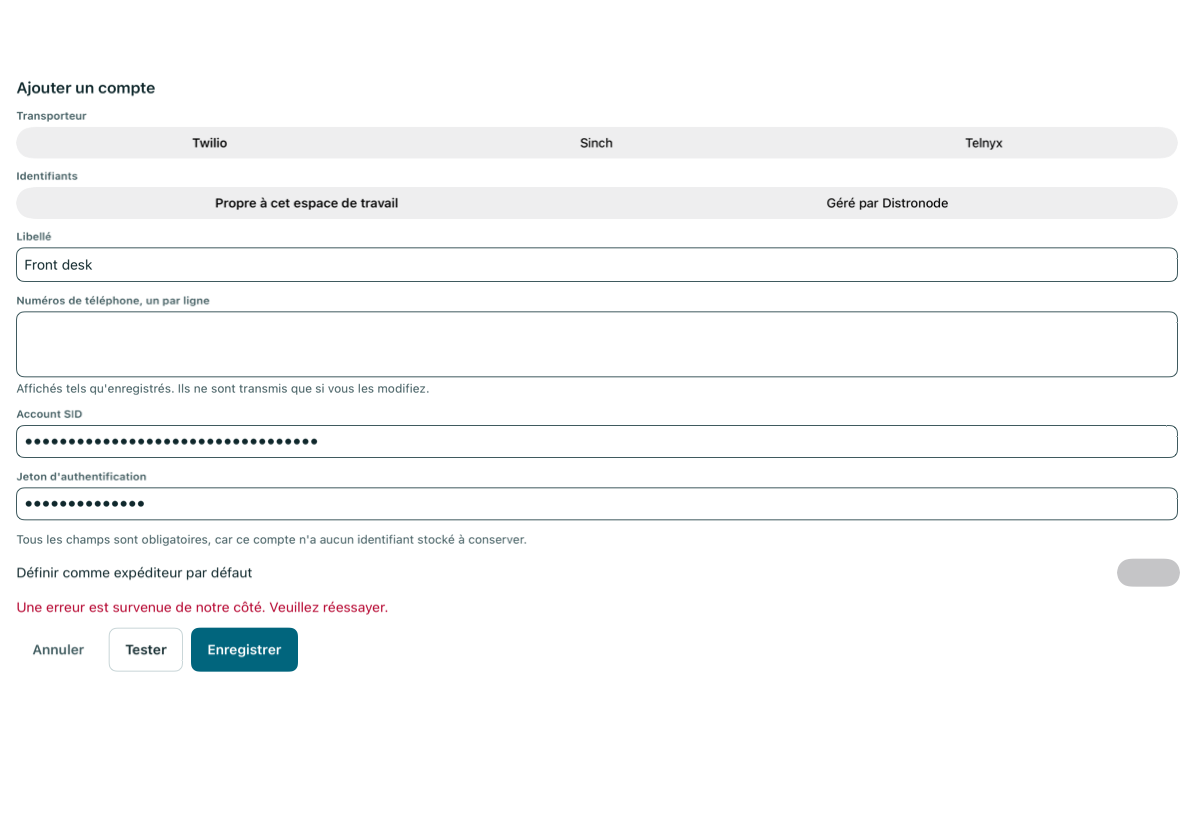 Ajouter un compte
Transporteur
Twilio
Sinch
Telnyx
Identifiants
Propre à cet espace de travail
Géré par Distronode
Libellé
Front desk
Numéros de téléphone, un par ligne
Affichés tels qu'enregistrés. Ils ne sont transmis que si vous les modifiez.
Account SID
••••••••••••••••••••••••••••••••••
Jeton d'authentification
••••••••••••••
Tous les champs sont obligatoires, car ce compte n'a aucun identifiant stocké à conserver.
Définir comme expéditeur par défaut
Une erreur est survenue de notre côté. Veuillez réessayer.
Annuler
Tester
Enregistrer